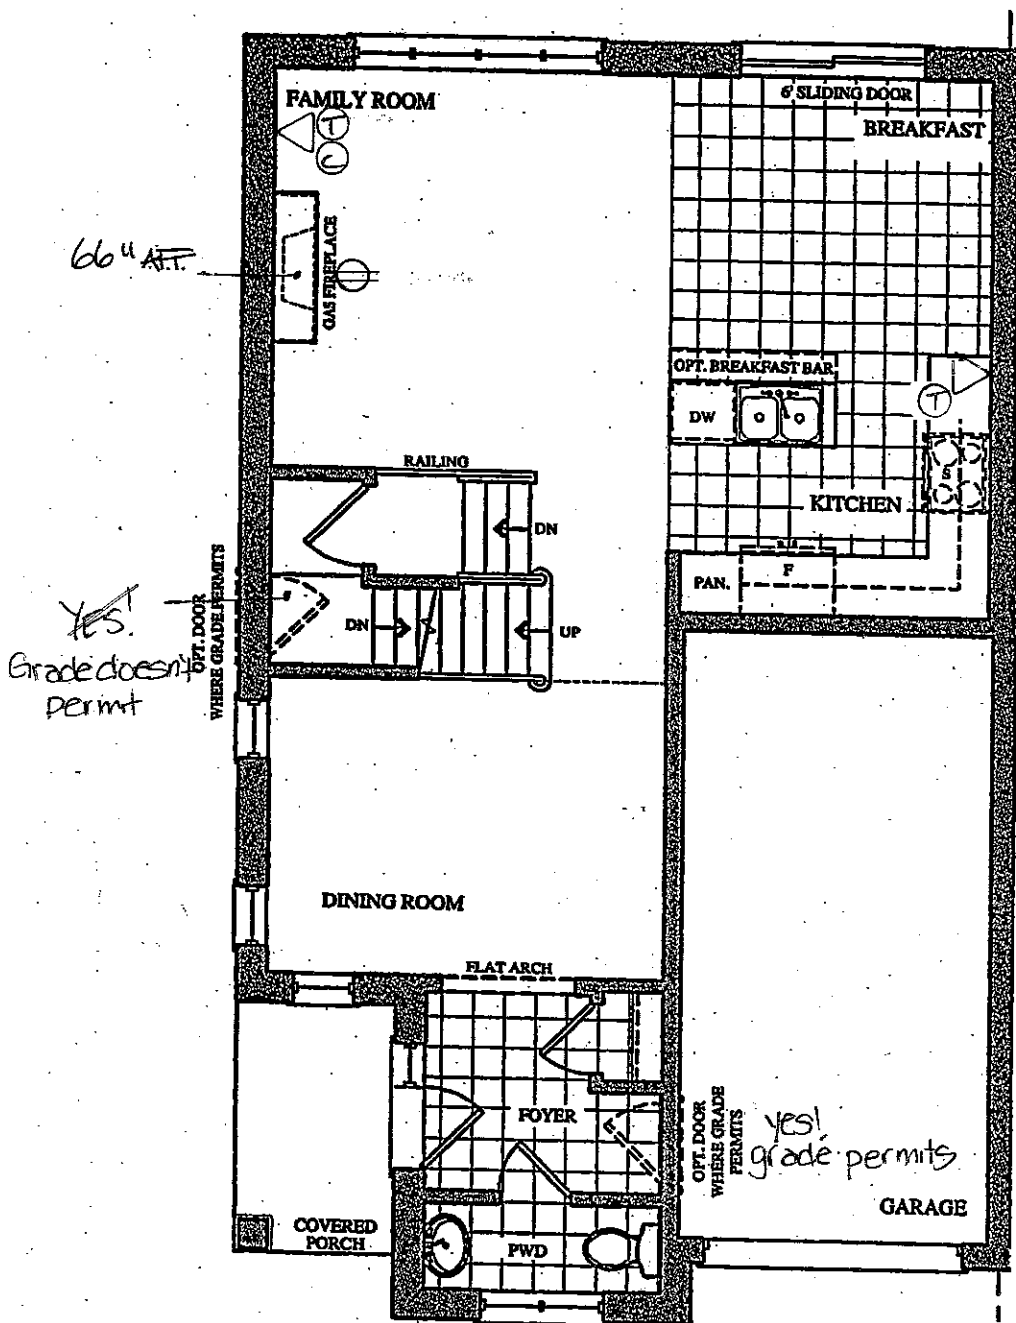 6' SLIDING DOOR
FAMILY ROOM
BREAKFAST
T
C
66" A.F.F.
GAS FIREPLACE
OPT. BREAKFAST BAR
T
DW
RAILING
S
KITCHEN
DN
F
PAN.
YES!
Grade doesn't
permit
OPT. DOOR
WHERE GRADE PERMITS
DN
UP
DINING ROOM
FLAT ARCH
FOYER
OPT. DOOR
WHERE GRADE
PERMITS
yes!
grade permits
GARAGE
COVERED
PORCH
PWD